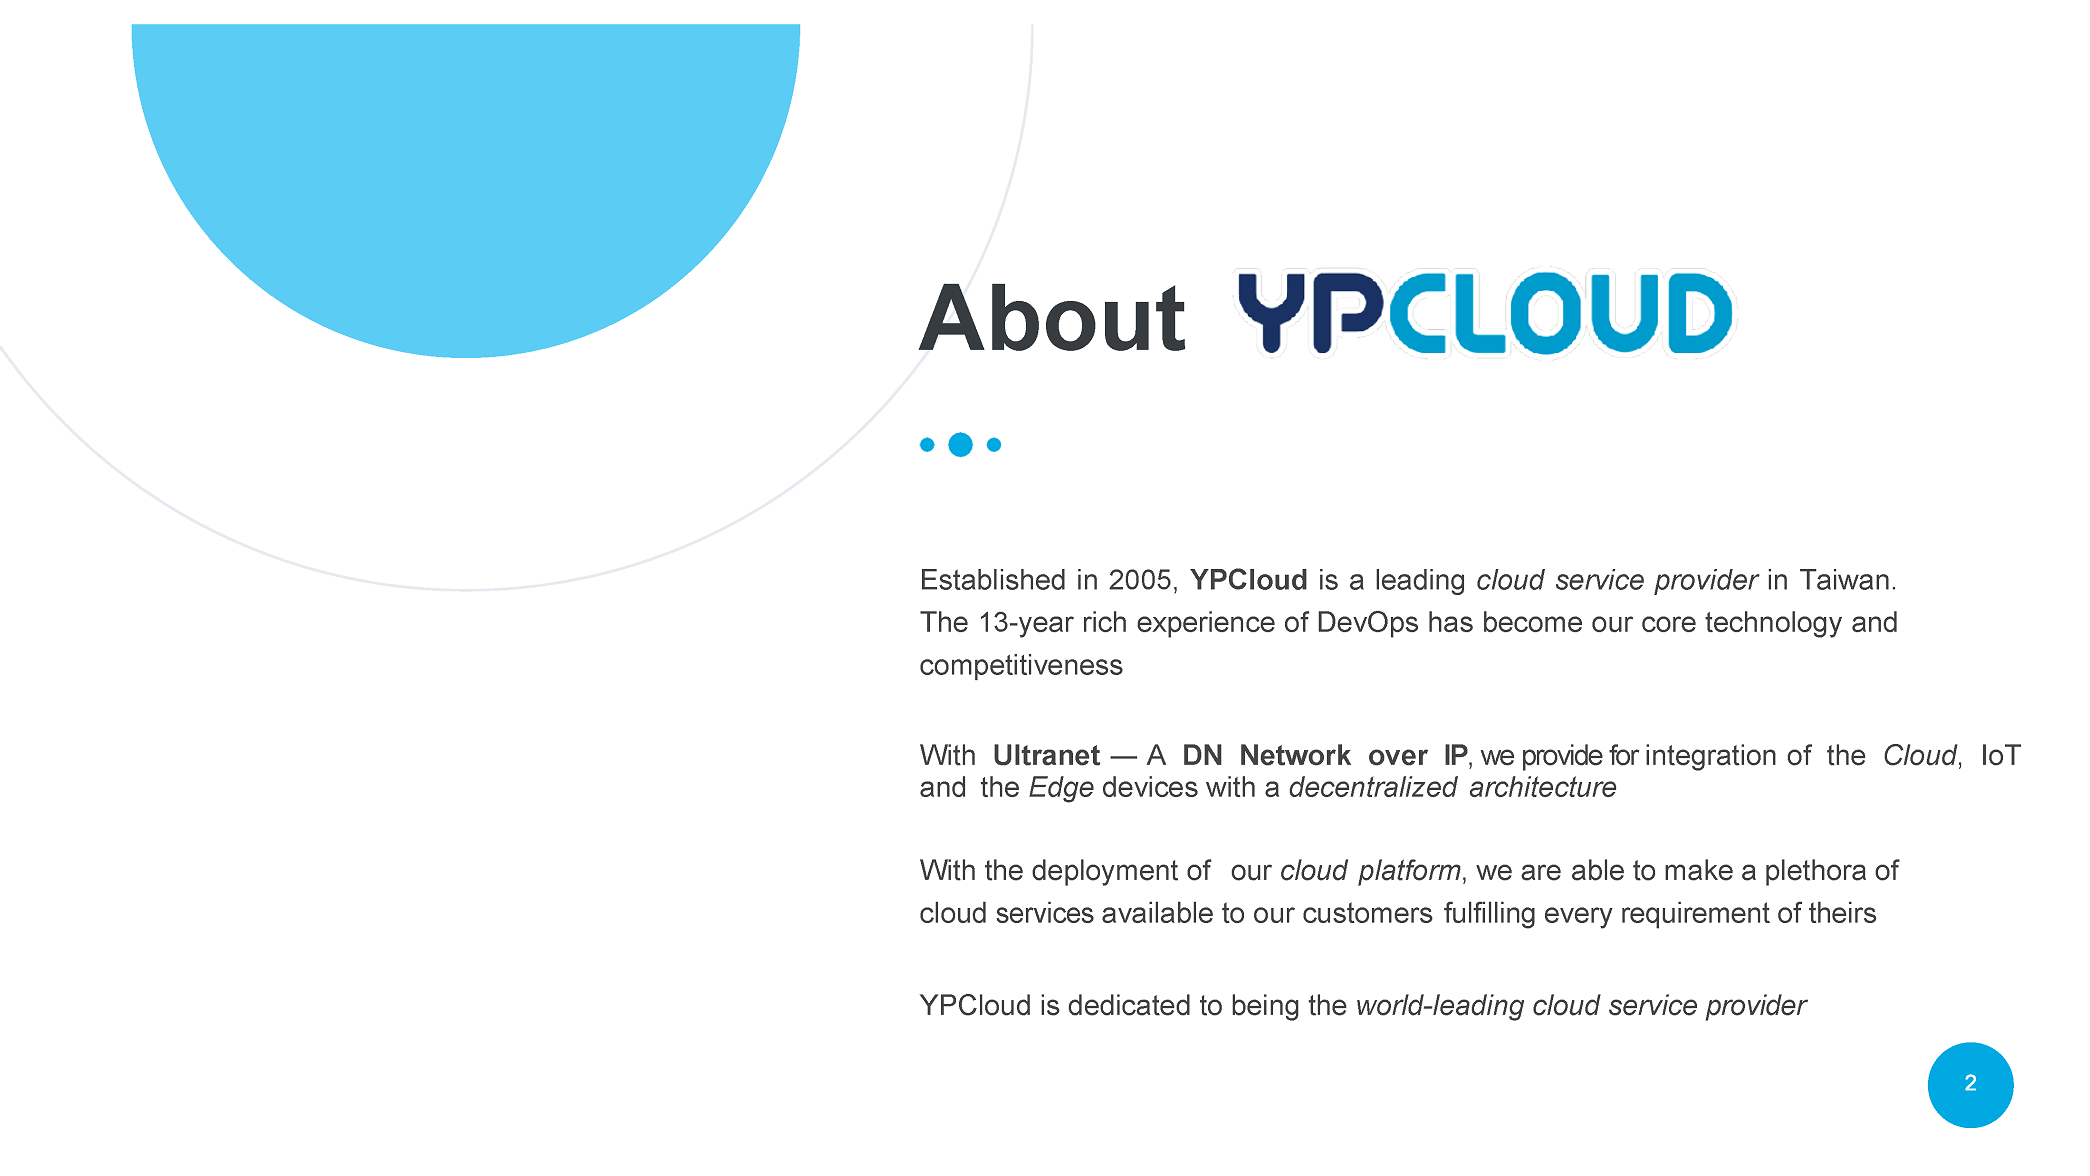 About YPCLOUD
Established in 2005, YPCloud is a leading cloud service provider in Taiwan.
The 13-year rich experience of DevOps has become our core technology and
competitiveness
With Ultranet — A DN Network over IP, we provide for integration of the Cloud, IoT
and the Edge devices with a decentralized architecture
With the deployment of our cloud platform, we are able to make a plethora of
cloud services available to our customers fulfilling every requirement of theirs
YPCloud is dedicated to being the world-leading cloud service provider
2